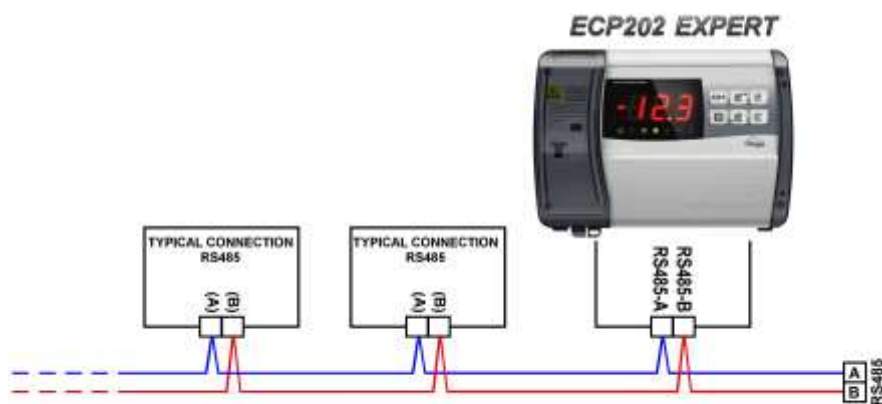 ECP202 EXPERT
-12.3
TYPICAL CONNECTION
RS485
(A)
(B)
TYPICAL CONNECTION
RS485
(A)
(B)
RS485-A
RS485-B
A
B
RS485